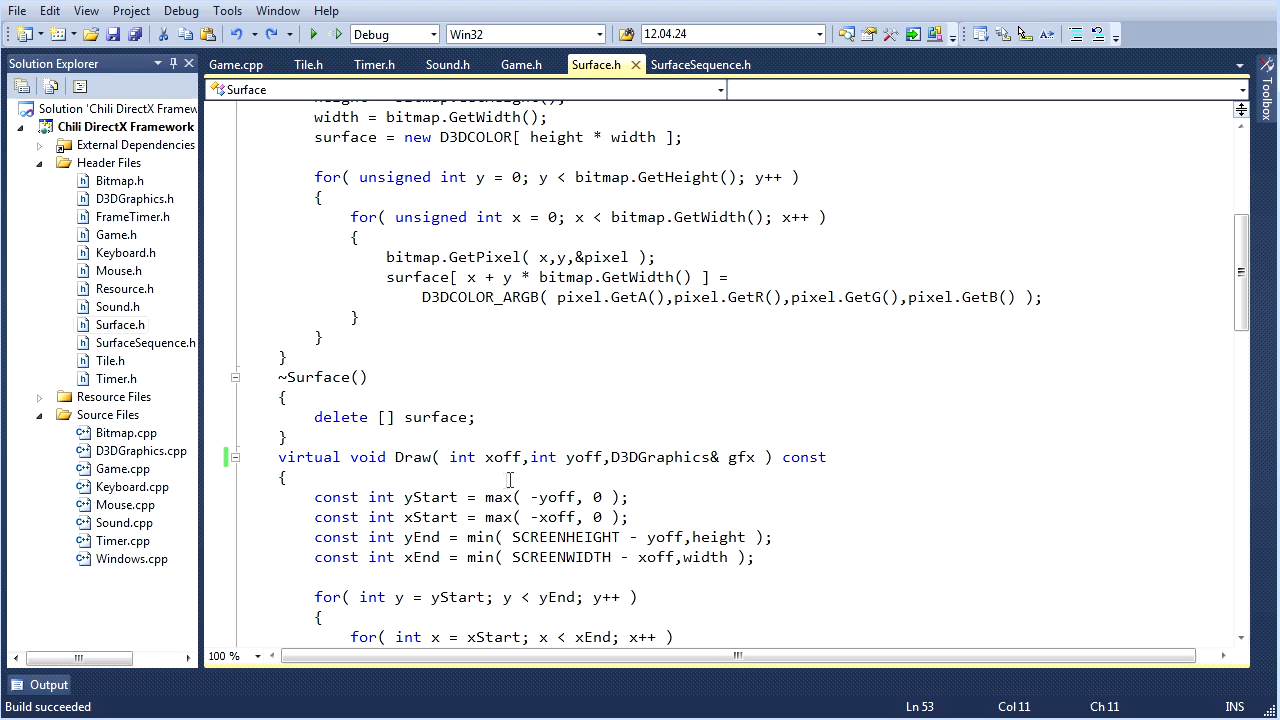 File Edit View Project Debug Tools Window Help
Debug Win32 12.04.24
Solution Explorer
Game.cpp Tile.h Timer.h Sound.h Game.h Surface.h SurfaceSequence.h
Surface
Toolbox
Solution 'Chili DirectX Framew
Chili DirectX Framework
External Dependencies
Header Files
Bitmap.h
D3DGraphics.h
FrameTimer.h
Game.h
Keyboard.h
Mouse.h
Resource.h
Sound.h
Surface.h
SurfaceSequence.h
Tile.h
Timer.h
Resource Files
Source Files
Bitmap.cpp
D3DGraphics.cpp
Game.cpp
Keyboard.cpp
Mouse.cpp
Sound.cpp
Timer.cpp
Windows.cpp
height = bitmap.GetHeight();
width = bitmap.GetWidth();
surface = new D3DCOLOR[ height * width ];
for( unsigned int y = 0; y < bitmap.GetHeight(); y++ )
{
for( unsigned int x = 0; x < bitmap.GetWidth(); x++ )
{
bitmap.GetPixel( x,y,&pixel );
surface[ x + y * bitmap.GetWidth() ] =
D3DCOLOR_ARGB( pixel.GetA(),pixel.GetR(),pixel.GetG(),pixel.GetB() );
}
}
}
~Surface()
{
delete [] surface;
}
virtual void Draw( int xoff,int yoff,D3DGraphics& gfx ) const
{
const int yStart = max( -yoff, 0 );
const int xStart = max( -xoff, 0 );
const int yEnd = min( SCREENHEIGHT - yoff,height );
const int xEnd = min( SCREENWIDTH - xoff,width );
for( int y = yStart; y < yEnd; y++ )
{
for( int x = xStart; x < xEnd; x++ )
100 %
Output
Build succeeded Ln 53 Col 11 Ch 11 INS